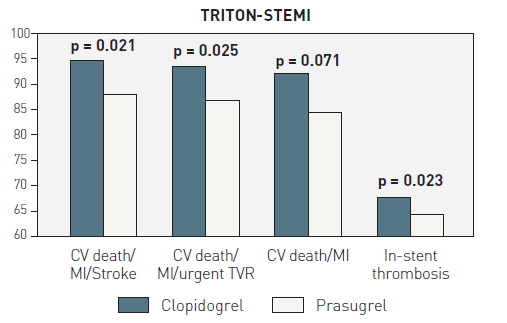 TRITON-STEMI
100
95
90
85
80
75
70
65
60
p = 0.021
p = 0.025
p = 0.071
p = 0.023
CV death/
MI/Stroke
CV death/
MI/urgent TVR
CV death/MI
In-stent
thrombosis
Clopidogrel
Prasugrel